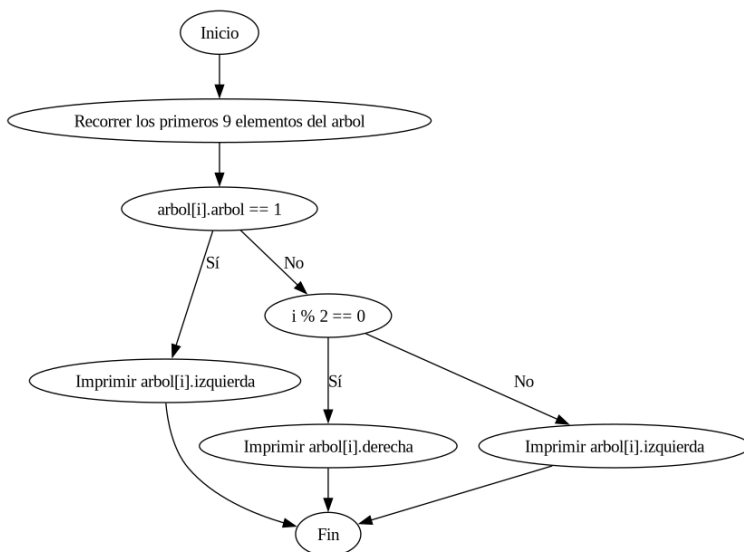 Inicio
Recorrer los primeros 9 elementos del arbol
arbol[i].arbol == 1
Sí
No
i % 2 == 0
Imprimir arbol[i].izquierda
Sí
No
Imprimir arbol[i].derecha
Imprimir arbol[i].izquierda
Fin